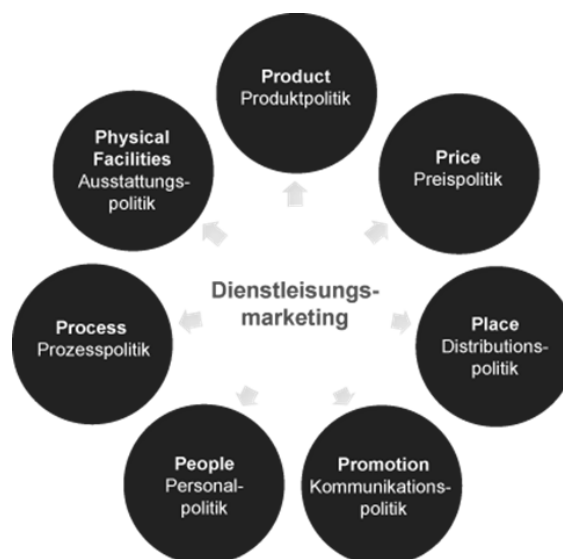 Product
Produktpolitik
Price
Preispolitik
Place
Distributions-
politik
Promotion
Kommunikations-
politik
People
Personal-
politik
Process
Prozesspolitik
Physical
Facilities
Ausstattungs-
politik
Dienstleisungs-
marketing